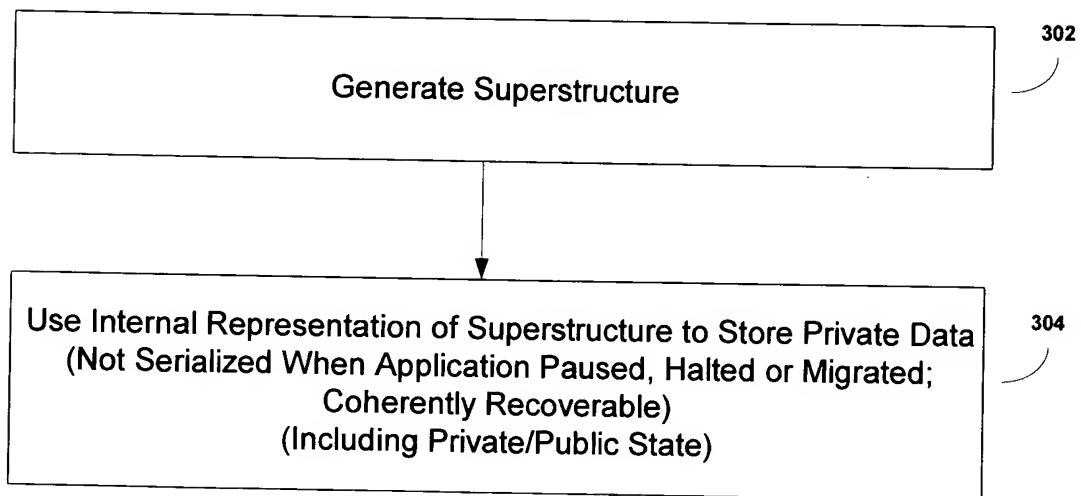 302
Generate Superstructure
Use Internal Representation of Superstructure to Store Private Data
304
(Not Serialized When Application Paused, Halted or Migrated;
Coherently Recoverable)
(Including Private/Public State)